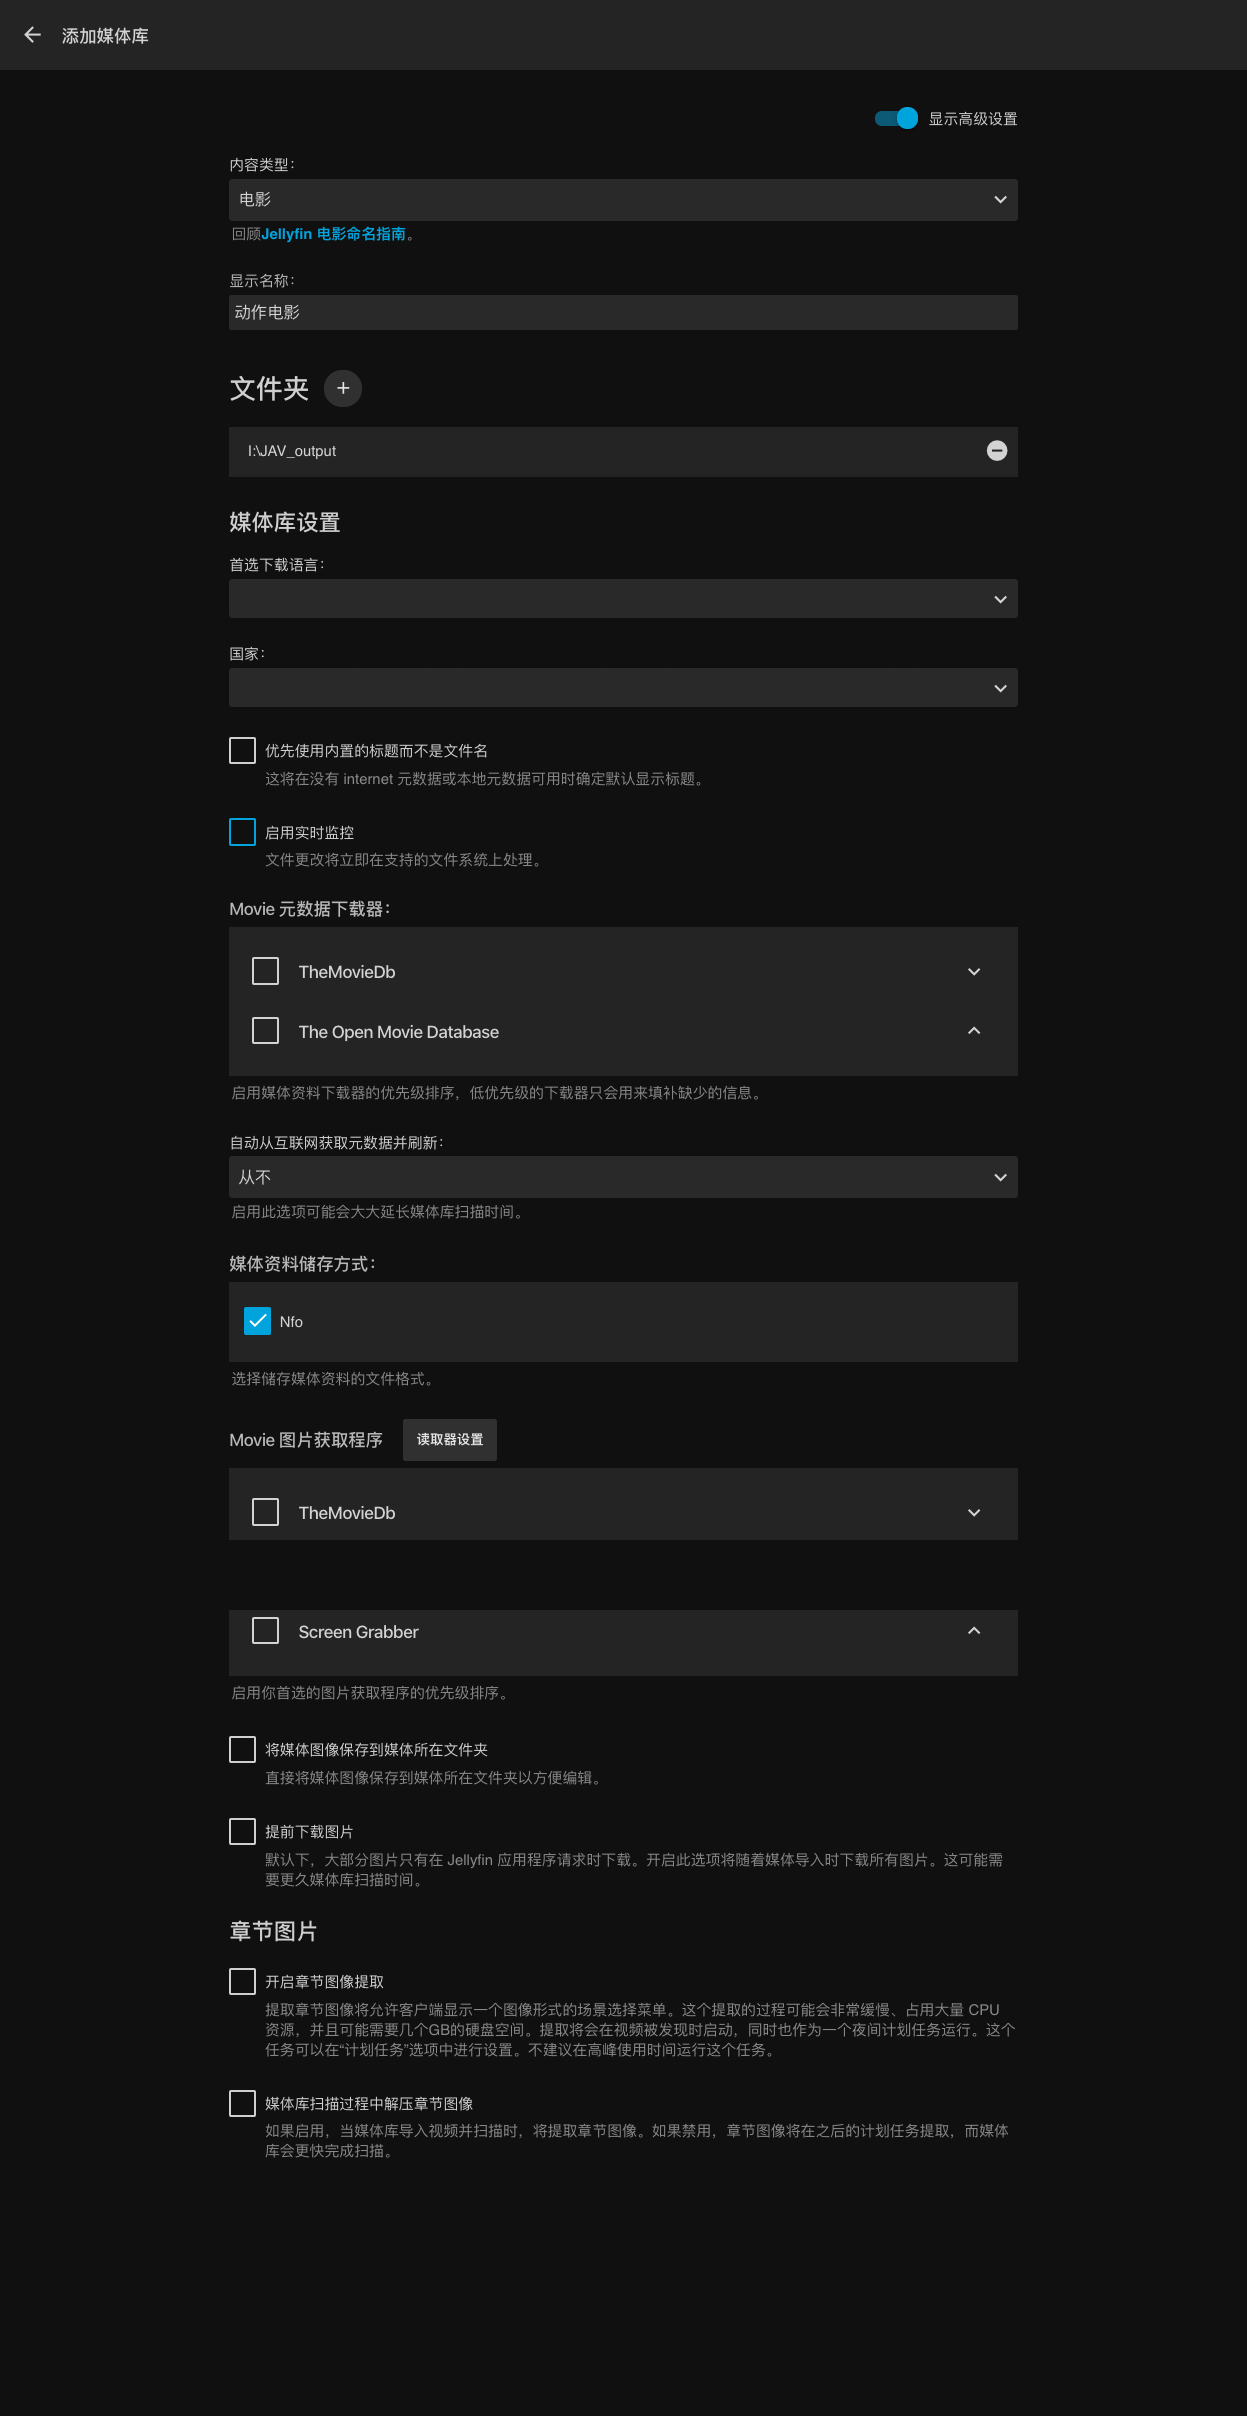 添加媒体库
显示高级设置
内容类型：
电影
回顾Jellyfin 电影命名指南。
显示名称：
动作电影
文件夹
I:\JAV_output
媒体库设置
首选下载语言：
国家：
优先使用内置的标题而不是文件名
这将在没有 internet 元数据或本地元数据可用时确定默认显示标题。
启用实时监控
文件更改将立即在支持的文件系统上处理。
Movie 元数据下载器：
TheMovieDb
The Open Movie Database
启用媒体资料下载器的优先级排序，低优先级的下载器只会用来填补缺少的信息。
自动从互联网获取元数据并刷新：
从不
启用此选项可能会大大延长媒体库扫描时间。
媒体资料储存方式：
Nfo
选择储存媒体资料的文件格式。
Movie 图片获取程序
读取器设置
TheMovieDb
Screen Grabber
启用你首选的图片获取程序的优先级排序。
将媒体图像保存到媒体所在文件夹
直接将媒体图像保存到媒体所在文件夹以方便编辑。
提前下载图片
默认下，大部分图片只有在 Jellyfin 应用程序请求时下载。开启此选项将随着媒体导入时下载所有图片。这可能需
要更久媒体库扫描时间。
章节图片
开启章节图像提取
提取章节图像将允许客户端显示一个图像形式的场景选择菜单。这个提取的过程可能会非常缓慢、占用大量 CPU
资源，并且可能需要几个GB的硬盘空间。提取将会在视频被发现时启动，同时也作为一个夜间计划任务运行。这个
任务可以在“计划任务”选项中进行设置。不建议在高峰使用时间运行这个任务。
媒体库扫描过程中解压章节图像
如果启用，当媒体库导入视频并扫描时，将提取章节图像。如果禁用，章节图像将在之后的计划任务提取，而媒体
库会更快完成扫描。